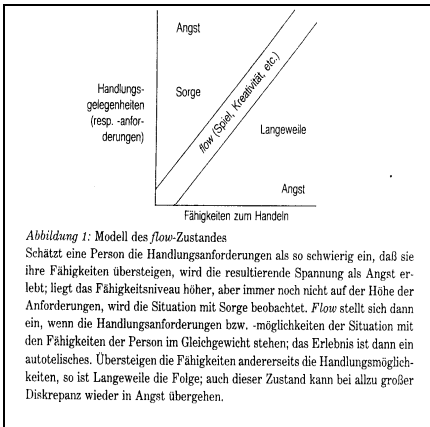 Angst
Handlungs-
gelegenheiten
(resp. -anfor-
derungen)
Sorge
flow (Spiel, Kreativität, etc.)
Langeweile
Angst
Fähigkeiten zum Handeln
Abbildung 1: Modell des flow-Zustandes
Schätzt eine Person die Handlungsanforderungen als so schwierig ein, daß sie
ihre Fähigkeiten übersteigen, wird die resultierende Spannung als Angst er-
lebt; liegt das Fähigkeitsniveau höher, aber immer noch nicht auf der Höhe der
Anforderungen, wird die Situation mit Sorge beobachtet. Flow stellt sich dann
ein, wenn die Handlungsanforderungen bzw. -möglichkeiten der Situation mit
den Fähigkeiten der Person im Gleichgewicht stehen; das Erlebnis ist dann ein
autotelisches. Übersteigen die Fähigkeiten andererseits die Handlungsmöglich-
keiten, so ist Langeweile die Folge; auch dieser Zustand kann bei allzu großer
Diskrepanz wieder in Angst übergehen.